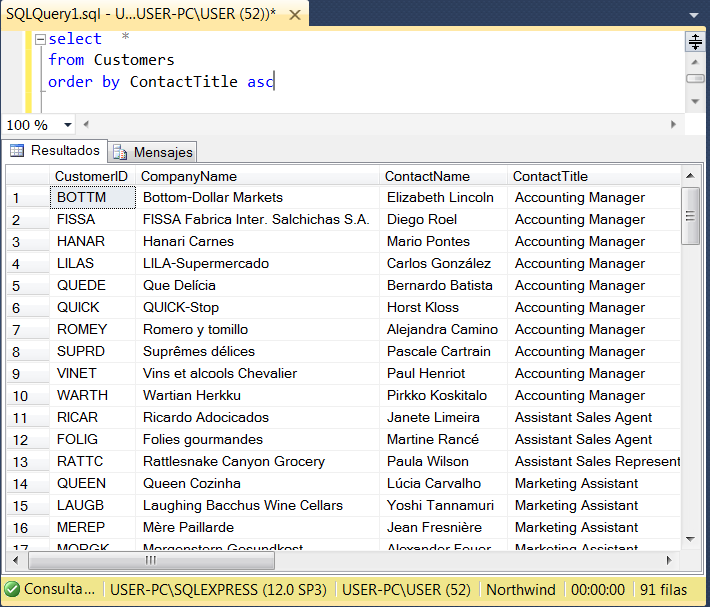 SQLQuery1.sql - U...USER-PC\USER (52))*
select *
from Customers
order by ContactTitle asc
100 %
Resultados Mensajes
CustomerID CompanyName ContactName ContactTitle
1 BOTTM Bottom-Dollar Markets Elizabeth Lincoln Accounting Manager
2 FISSA FISSA Fabrica Inter. Salchichas S.A. Diego Roel Accounting Manager
3 HANAR Hanari Carnes Mario Pontes Accounting Manager
4 LILAS LILA-Supermercado Carlos González Accounting Manager
5 QUEDE Que Delícia Bernardo Batista Accounting Manager
6 QUICK QUICK-Stop Horst Kloss Accounting Manager
7 ROMEY Romero y tomillo Alejandra Camino Accounting Manager
8 SUPRD Suprêmes délices Pascale Cartrain Accounting Manager
9 VINET Vins et alcools Chevalier Paul Henriot Accounting Manager
10 WARTH Wartian Herkku Pirkko Koskitalo Accounting Manager
11 RICAR Ricardo Adocicados Janete Limeira Assistant Sales Agent
12 FOLIG Folies gourmandes Martine Rancé Assistant Sales Agent
13 RATTC Rattlesnake Canyon Grocery Paula Wilson Assistant Sales Represent
14 QUEEN Queen Cozinha Lúcia Carvalho Marketing Assistant
15 LAUGB Laughing Bacchus Wine Cellars Yoshi Tannamuri Marketing Assistant
16 MEREP Mère Paillarde Jean Fresnière Marketing Assistant
17 MORGK Morgenstern Gesundkost Alexander Feuer Marketing Assistant
Consulta... USER-PC\SQLEXPRESS (12.0 SP3) USER-PC\USER (52) Northwind 00:00:00 91 filas